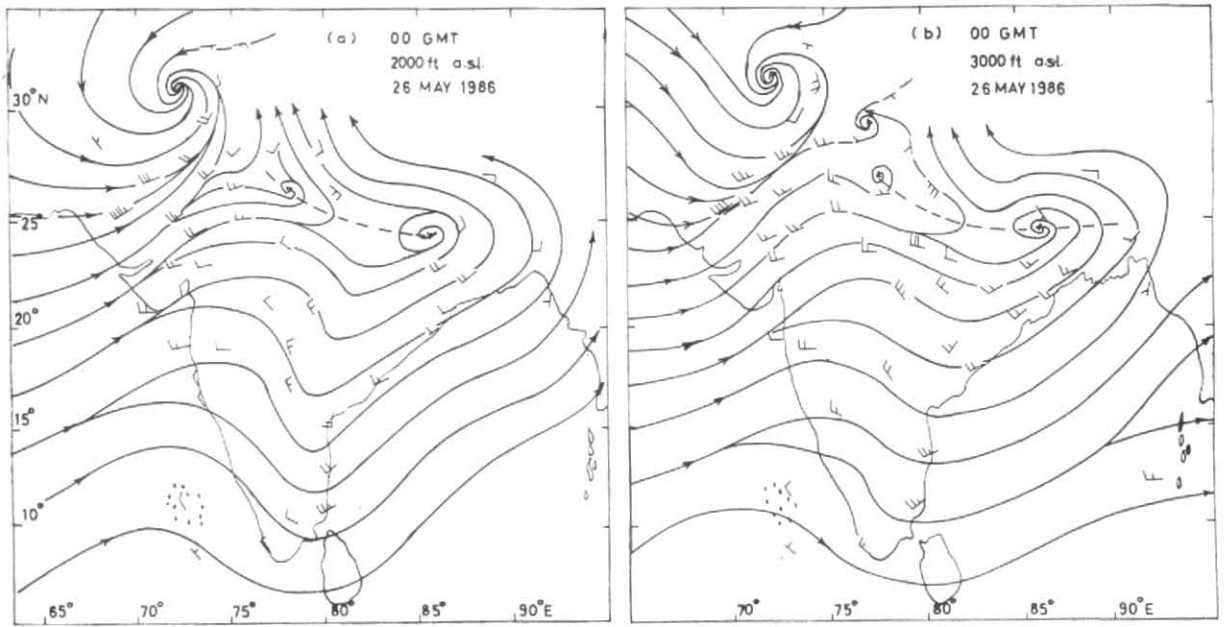 (a) 00 GMT
2000 ft a.s.l.
26 MAY 1986
30°N
25°
20°
15°
10°
65° 70° 75° 80° 85° 90°E
(b) 00 GMT
3000 ft a.s.l.
26 MAY 1986
70° 75° 80° 85° 90°E